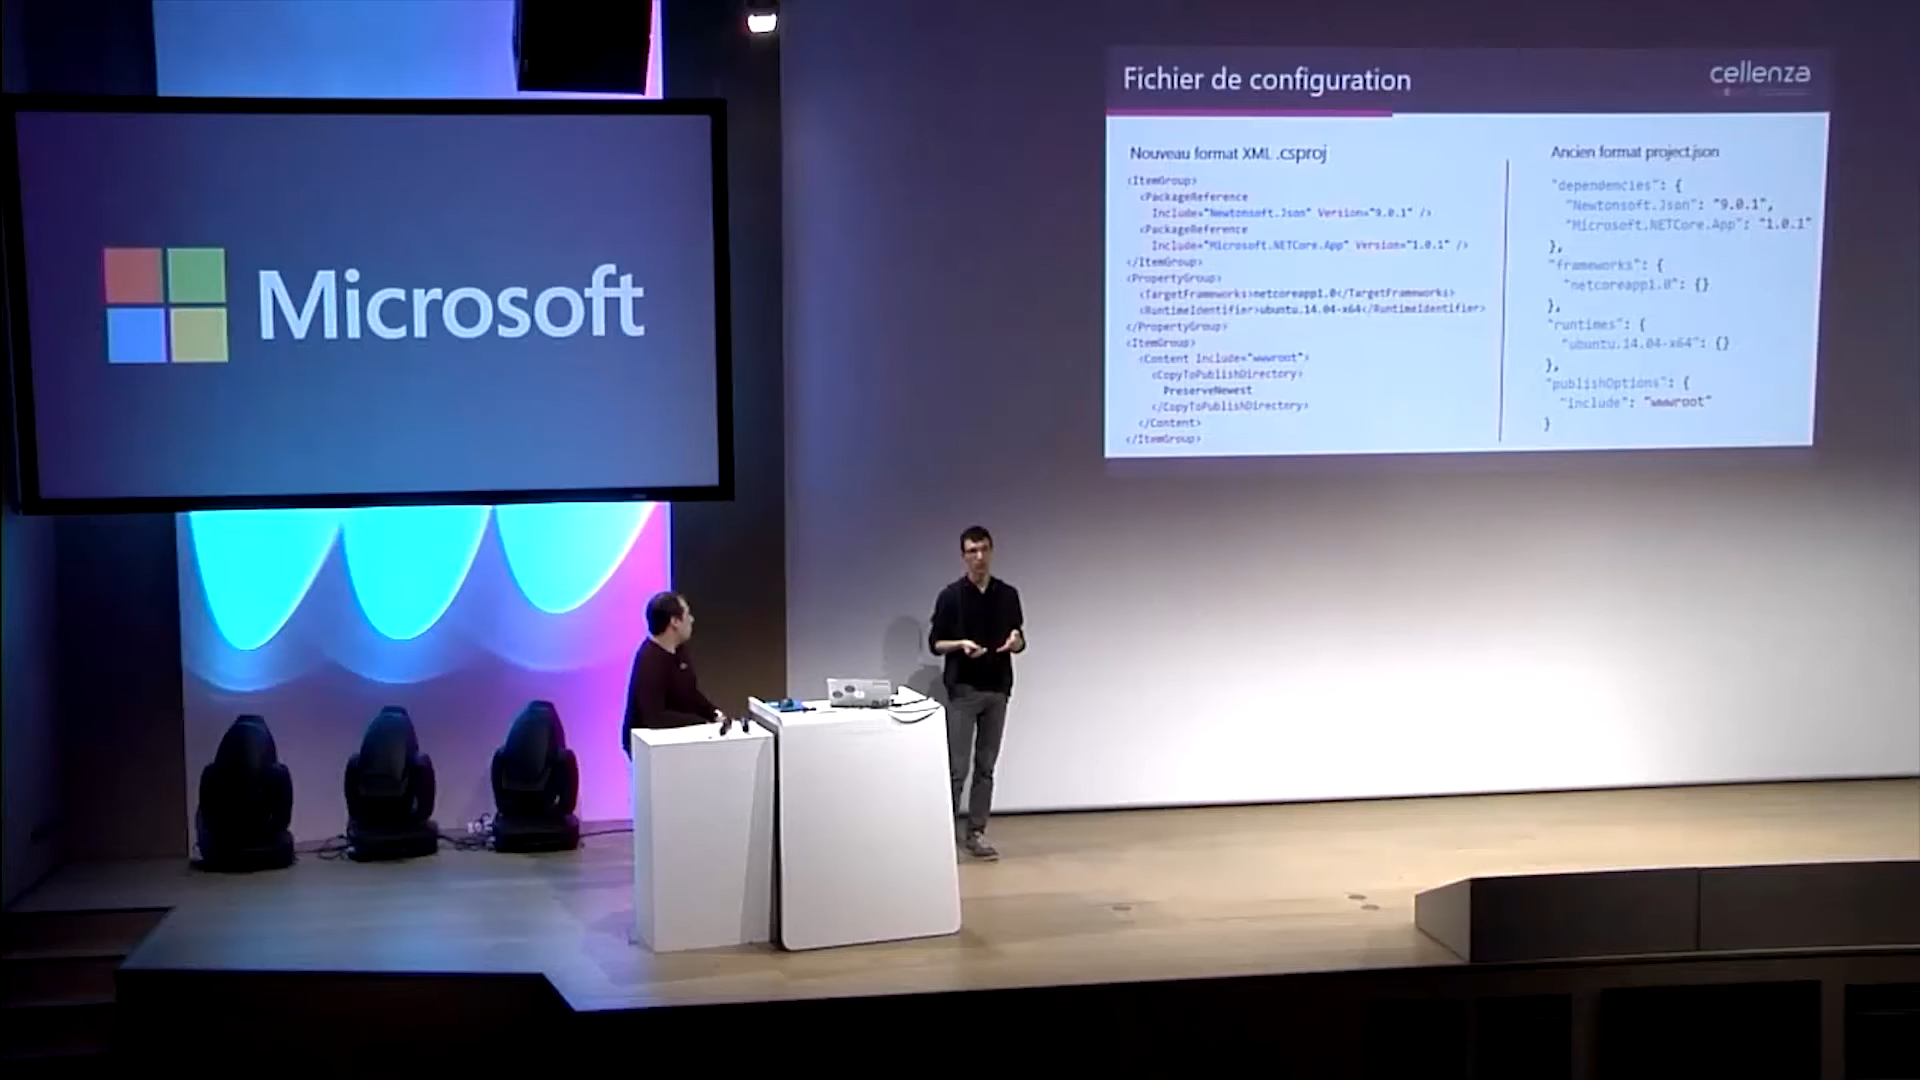 Microsoft
Fichier de configuration
cellenza
Nouveau format XML .csproj
<ItemGroup>
<PackageReference
Include="Newtonsoft.Json" Version="9.0.1" />
<PackageReference
Include="Microsoft.NETCore.App" Version="1.0.1" />
</ItemGroup>
<PropertyGroup>
<TargetFrameworks>netcoreapp1.0</TargetFrameworks>
<RuntimeIdentifier>ubuntu.14.04-x64</RuntimeIdentifier>
</PropertyGroup>
<ItemGroup>
<Content Include="wwwroot">
<CopyToPublishDirectory>
PreserveNewest
</CopyToPublishDirectory>
</Content>
</ItemGroup>
Ancien format project.json
"dependencies": {
"Newtonsoft.Json": "9.0.1",
"Microsoft.NETCore.App": "1.0.1"
},
"frameworks": {
"netcoreapp1.0": {}
},
"runtimes": {
"ubuntu.14.04-x64": {}
},
"publishOptions": {
"include": "wwwroot"
}